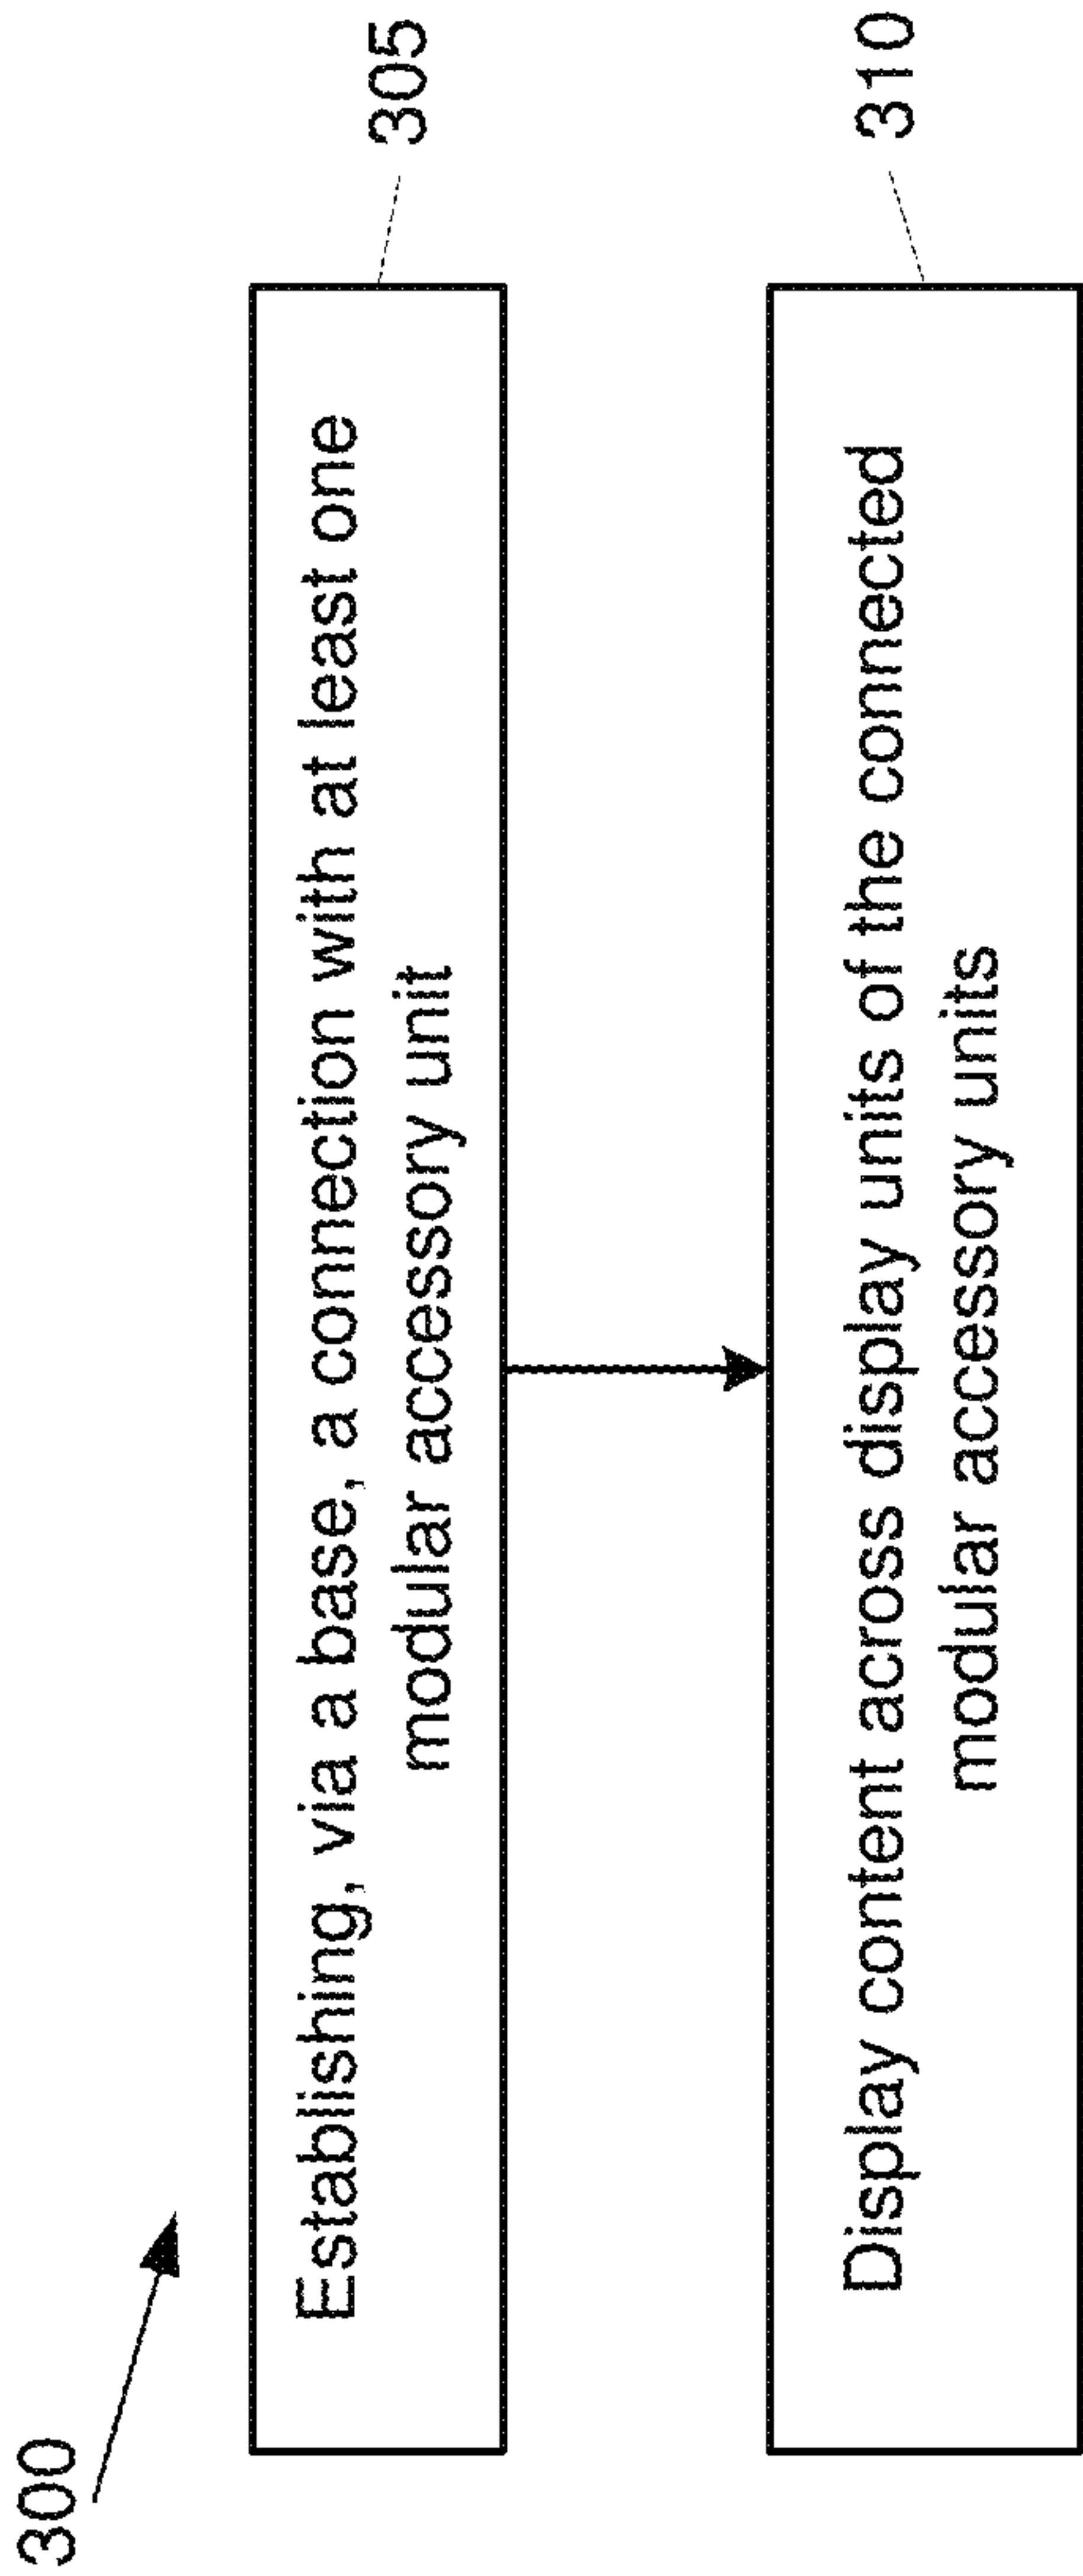 300
Establishing, via a base, a connection with at least one
modular accessory unit
305
Display content across display units of the connected
modular accessory units
310